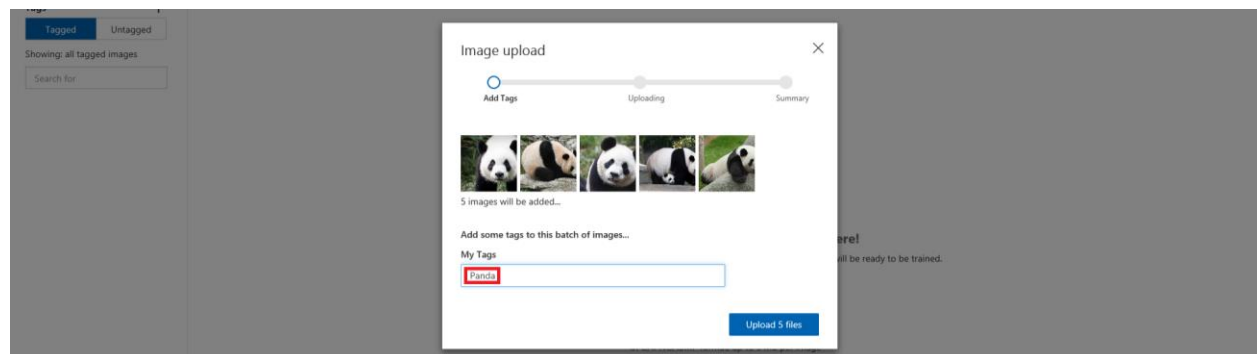 Tags
Tagged
Untagged
Showing: all tagged images
Search for
Image upload
Add Tags
Uploading
Summary
5 images will be added...
Add some tags to this batch of images...
My Tags
Panda
ere!
will be ready to be trained.
Upload 5 files